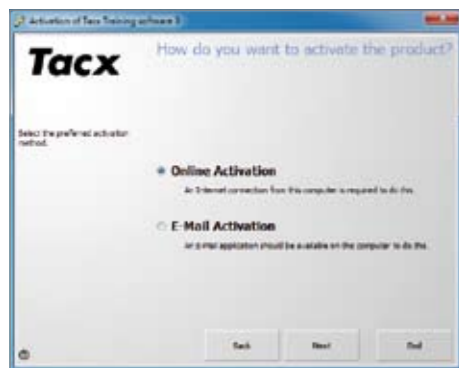 Activation of Tacx Training software 3
Tacx
How do you want to activate the product?
Select the preferred activation
method.
Online Activation
An Internet connection from this computer is required to do this.
E-Mail Activation
An E-Mail application should be available on the computer to do this.
Back
Next
End